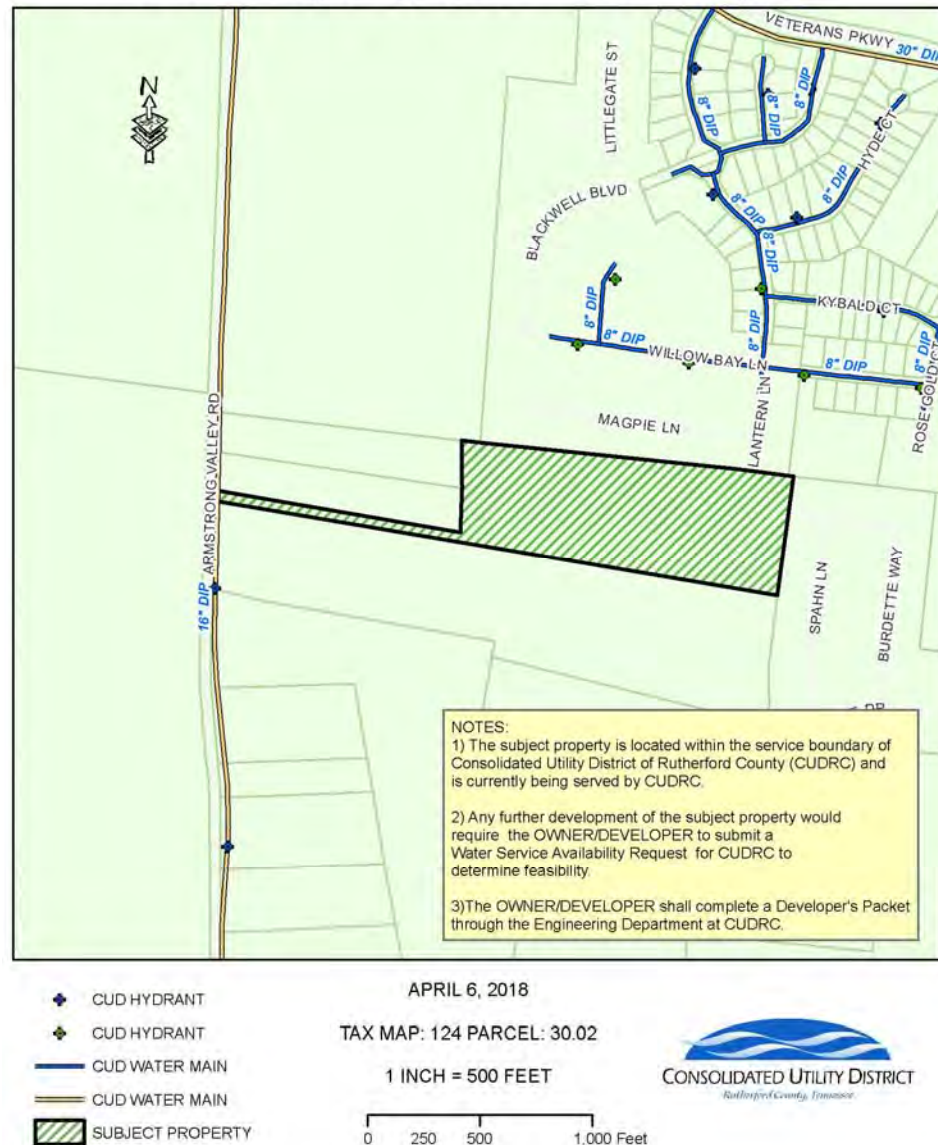 VETERANS PKWY
30" DIP
LITTLEGATE ST
8" DIP
8" DIP
8" DIP
HYDE CT
8" DIP
BLACKWELL BLVD
8" DIP
8" DIP
8" DIP
KYBALD CT
8" DIP
8" DIP
8" DIP
WILLOW BAY LN
8" DIP
8" DIP
ROSE GOLD CT
MAGPIE LN
LANTERN LN
ARMSTRONG VALLEY RD
16" DIP
SPAHN LN
BURDETTE WAY
DR
N
NOTES:
1) The subject property is located within the service boundary of
Consolidated Utility District of Rutherford County (CUDRC) and
is currently being served by CUDRC.
2) Any further development of the subject property would
require the OWNER/DEVELOPER to submit a
Water Service Availability Request for CUDRC to
determine feasibility.
3)The OWNER/DEVELOPER shall complete a Developer's Packet
through the Engineering Department at CUDRC.
CUD HYDRANT
CUD HYDRANT
CUD WATER MAIN
CUD WATER MAIN
SUBJECT PROPERTY
APRIL 6, 2018
TAX MAP: 124 PARCEL: 30.02
1 INCH = 500 FEET
0 250 500 1,000 Feet
CONSOLIDATED UTILITY DISTRICT
Rutherford County, Tennessee